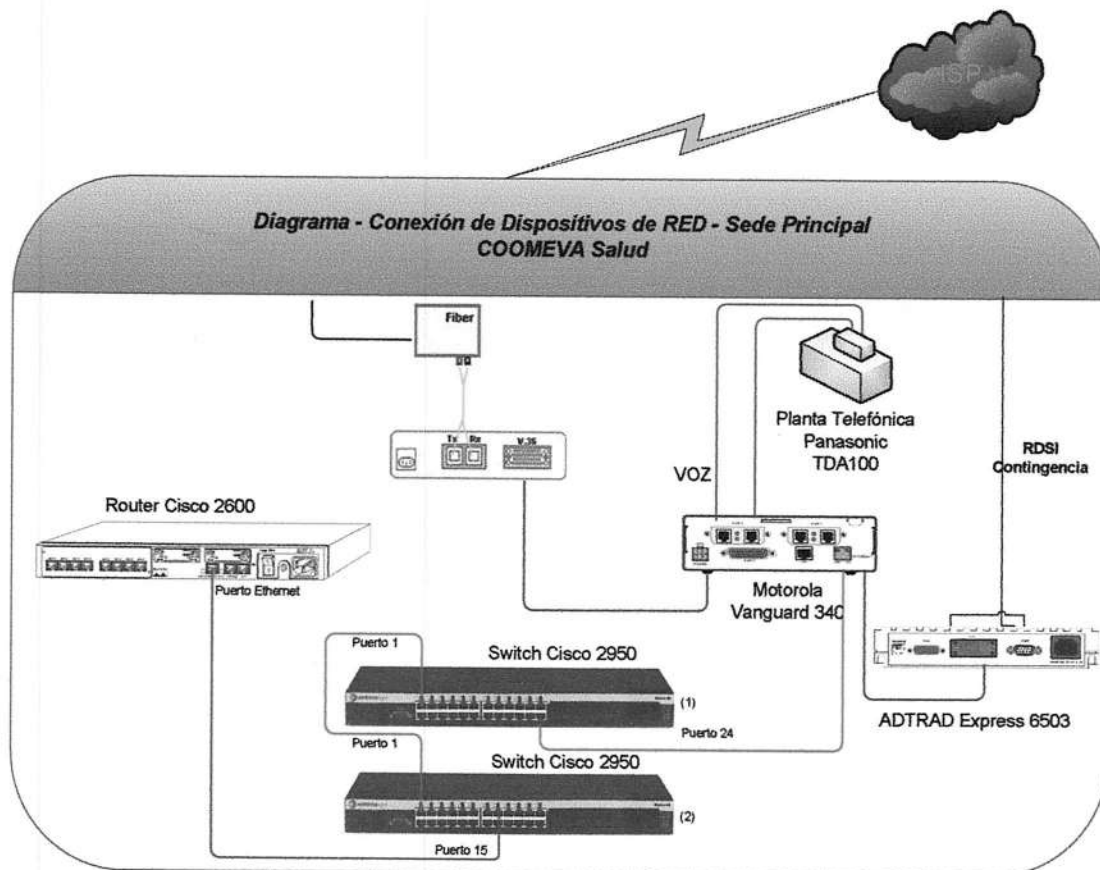 ISP
Diagrama - Conexión de Dispositivos de RED - Sede Principal
COOMEVA Salud
Fiber
Tx Rx V.35
Planta Telefónica
Panasonic
TDA100
RDSI
Contingencia
VOZ
Router Cisco 2600
Puerto Ethernet
Motorola
Vanguard 340
Puerto 1
Switch Cisco 2950
(1)
ADTRAD Express 6503
Puerto 24
Puerto 1
Switch Cisco 2950
(2)
Puerto 15